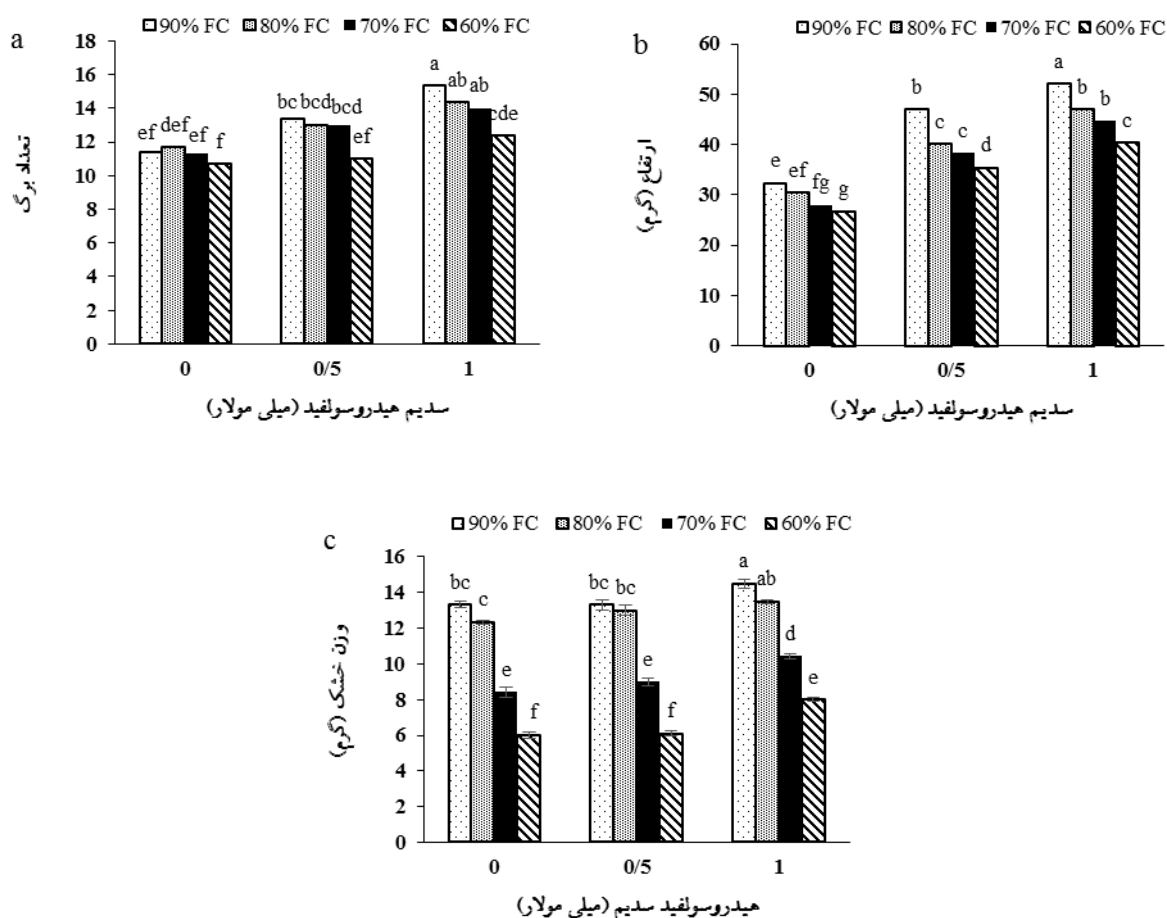 a
90% FC 80% FC 70% FC 60% FC
18
16
14
12
10
8
6
4
2
0
تعداد برگ
ef def ef f
bc bcd bcd ef
a ab ab cde
0 0/5 1
سدیم هیدروسولفید (میلی مولار)
b
90% FC 80% FC 70% FC 60% FC
60
50
40
30
20
10
0
ارتفاع (گرم)
e ef fg g
b c c d
a b b c
0 0/5 1
سدیم هیدروسولفید (میلی مولار)
c
90% FC 80% FC 70% FC 60% FC
16
14
12
10
8
6
4
2
0
وزن خشک (گرم)
bc c e f
bc bc e f
a ab d e
0 0/5 1
هیدروسولفید سدیم (میلی مولار)